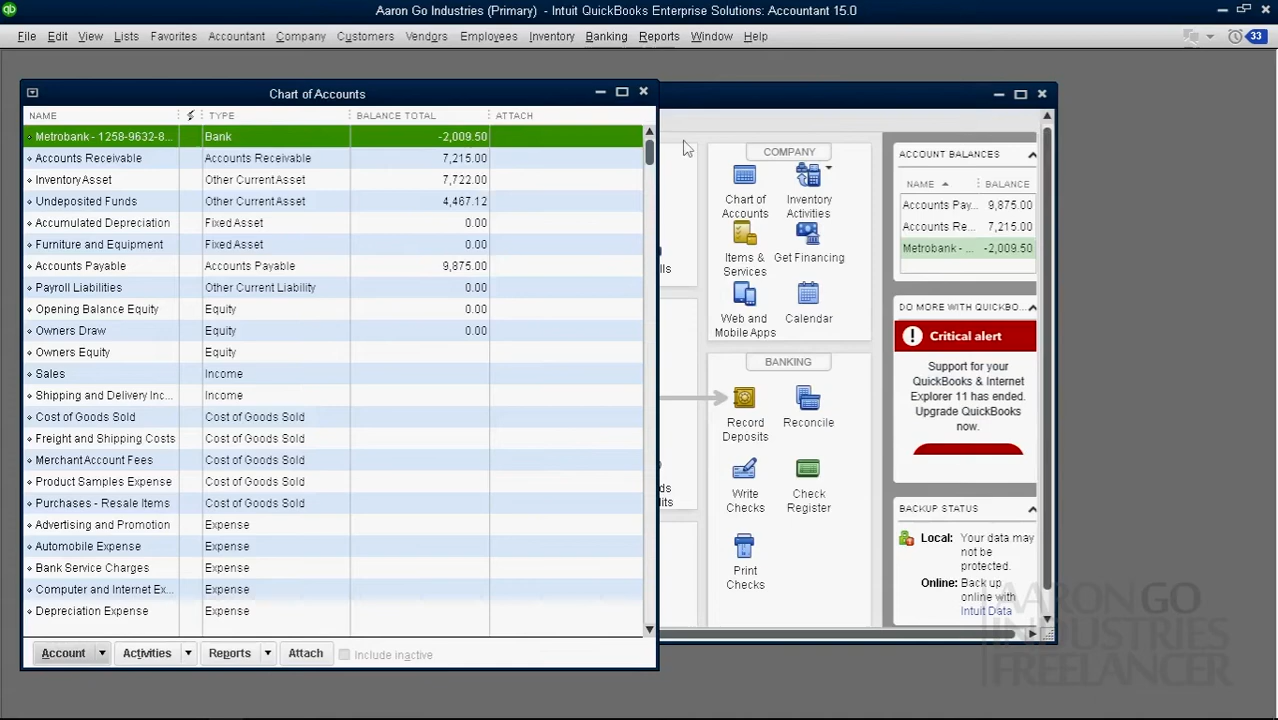 Aaron Go Industries (Primary) - Intuit QuickBooks Enterprise Solutions: Accountant 15.0
File Edit View Lists Favorites Accountant Company Customers Vendors Employees Inventory Banking Reports Window Help
33
Chart of Accounts
NAME TYPE BALANCE TOTAL ATTACH
Metrobank - 1258-9632-8... Bank -2,009.50
Accounts Receivable Accounts Receivable 7,215.00
Inventory Asset Other Current Asset 7,722.00
Undeposited Funds Other Current Asset 4,467.12
Accumulated Depreciation Fixed Asset 0.00
Furniture and Equipment Fixed Asset 0.00
Accounts Payable Accounts Payable 9,875.00
Payroll Liabilities Other Current Liability 0.00
Opening Balance Equity Equity 0.00
Owners Draw Equity 0.00
Owners Equity Equity
Sales Income
Shipping and Delivery Inc... Income
Cost of Goods Sold Cost of Goods Sold
Freight and Shipping Costs Cost of Goods Sold
Merchant Account Fees Cost of Goods Sold
Product Samples Expense Cost of Goods Sold
Purchases - Resale Items Cost of Goods Sold
Advertising and Promotion Expense
Automobile Expense Expense
Bank Service Charges Expense
Computer and Internet Ex... Expense
Depreciation Expense Expense
Account Activities Reports Attach Include inactive
COMPANY
Chart of
Accounts
Inventory
Activities
Items &
Services
Get Financing
Web and
Mobile Apps
Calendar
BANKING
Record
Deposits
Reconcile
Write
Checks
Check
Register
Print
Checks
ACCOUNT BALANCES
NAME BALANCE
Accounts Pay... 9,875.00
Accounts Re... 7,215.00
Metrobank - ... -2,009.50
DO MORE WITH QUICKBO...
Critical alert
Support for your
QuickBooks & Internet
Explorer 11 has ended.
Upgrade QuickBooks
now.
BACKUP STATUS
Local: Your data may
not be
protected.
Online: Back up
online with
Intuit Data
AARON GO
INDUSTRIES
FREELANCER